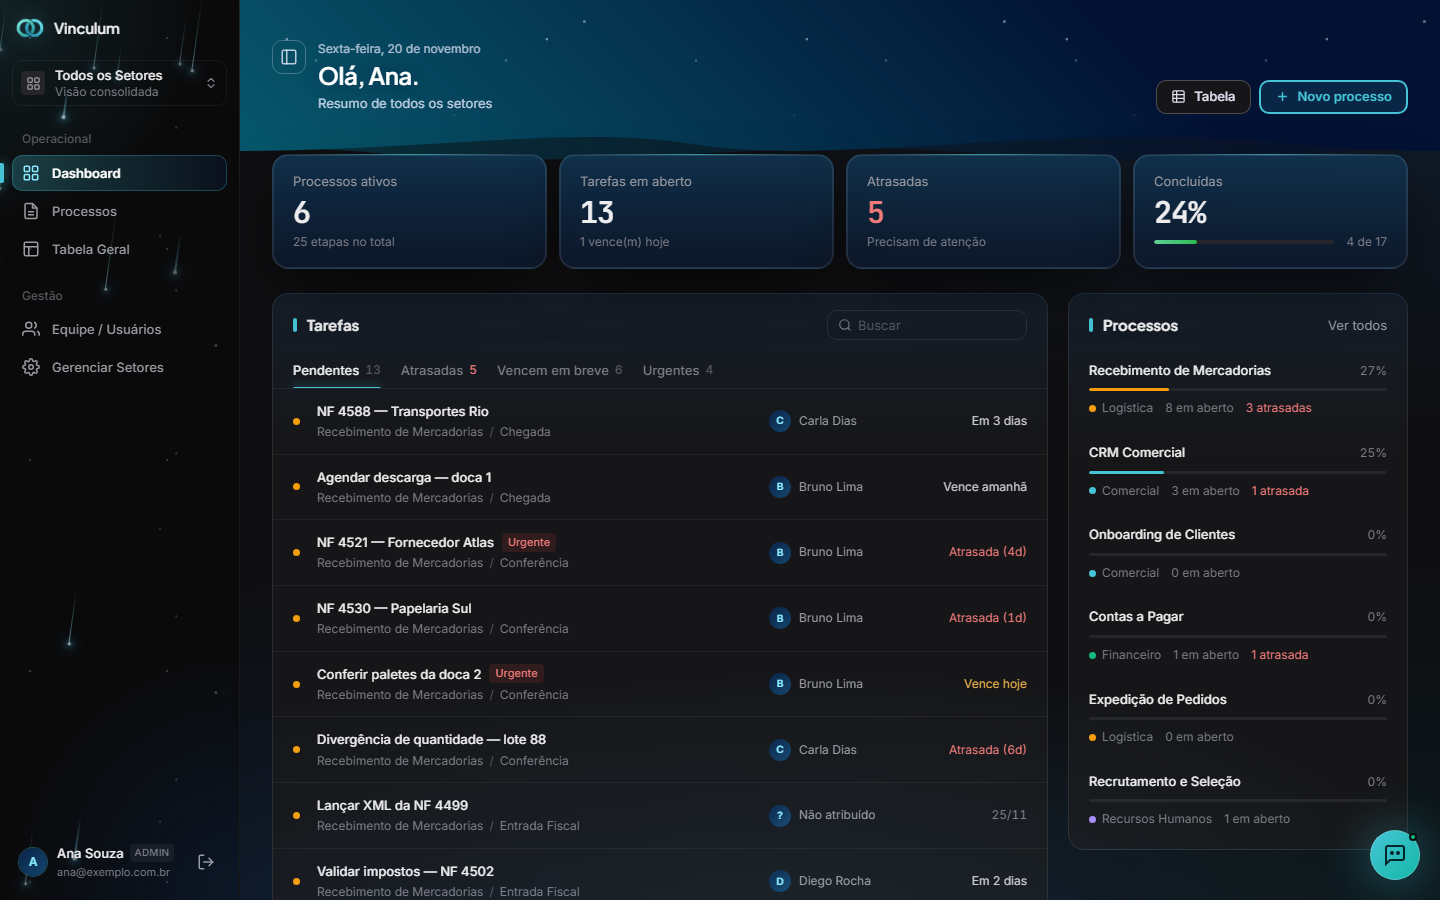 Vinculum
Todos os Setores
Visão consolidada
Operacional
Dashboard
Processos
Tabela Geral
Gestão
Equipe / Usuários
Gerenciar Setores
A
Ana Souza ADMIN
ana@exemplo.com.br
Sexta-feira, 20 de novembro
Olá, Ana.
Resumo de todos os setores
Tabela
+ Novo processo
Processos ativos
6
25 etapas no total
Tarefas em aberto
13
1 vence(m) hoje
Atrasadas
5
Precisam de atenção
Concluídas
24%
4 de 17
Tarefas
Buscar
Pendentes 13 Atrasadas 5 Vencem em breve 6 Urgentes 4
NF 4588 — Transportes Rio
Recebimento de Mercadorias / Chegada
C Carla Dias
Em 3 dias
Agendar descarga — doca 1
Recebimento de Mercadorias / Chegada
B Bruno Lima
Vence amanhã
NF 4521 — Fornecedor Atlas Urgente
Recebimento de Mercadorias / Conferência
B Bruno Lima
Atrasada (4d)
NF 4530 — Papelaria Sul
Recebimento de Mercadorias / Conferência
B Bruno Lima
Atrasada (1d)
Conferir paletes da doca 2 Urgente
Recebimento de Mercadorias / Conferência
B Bruno Lima
Vence hoje
Divergência de quantidade — lote 88
Recebimento de Mercadorias / Conferência
C Carla Dias
Atrasada (6d)
Lançar XML da NF 4499
Recebimento de Mercadorias / Entrada Fiscal
? Não atribuído
25/11
Validar impostos — NF 4502
Recebimento de Mercadorias / Entrada Fiscal
D Diego Rocha
Em 2 dias
Processos
Ver todos
Recebimento de Mercadorias 27%
Logística 8 em aberto 3 atrasadas
CRM Comercial 25%
Comercial 3 em aberto 1 atrasada
Onboarding de Clientes 0%
Comercial 0 em aberto
Contas a Pagar 0%
Financeiro 1 em aberto 1 atrasada
Expedição de Pedidos 0%
Logística 0 em aberto
Recrutamento e Seleção 0%
Recursos Humanos 1 em aberto